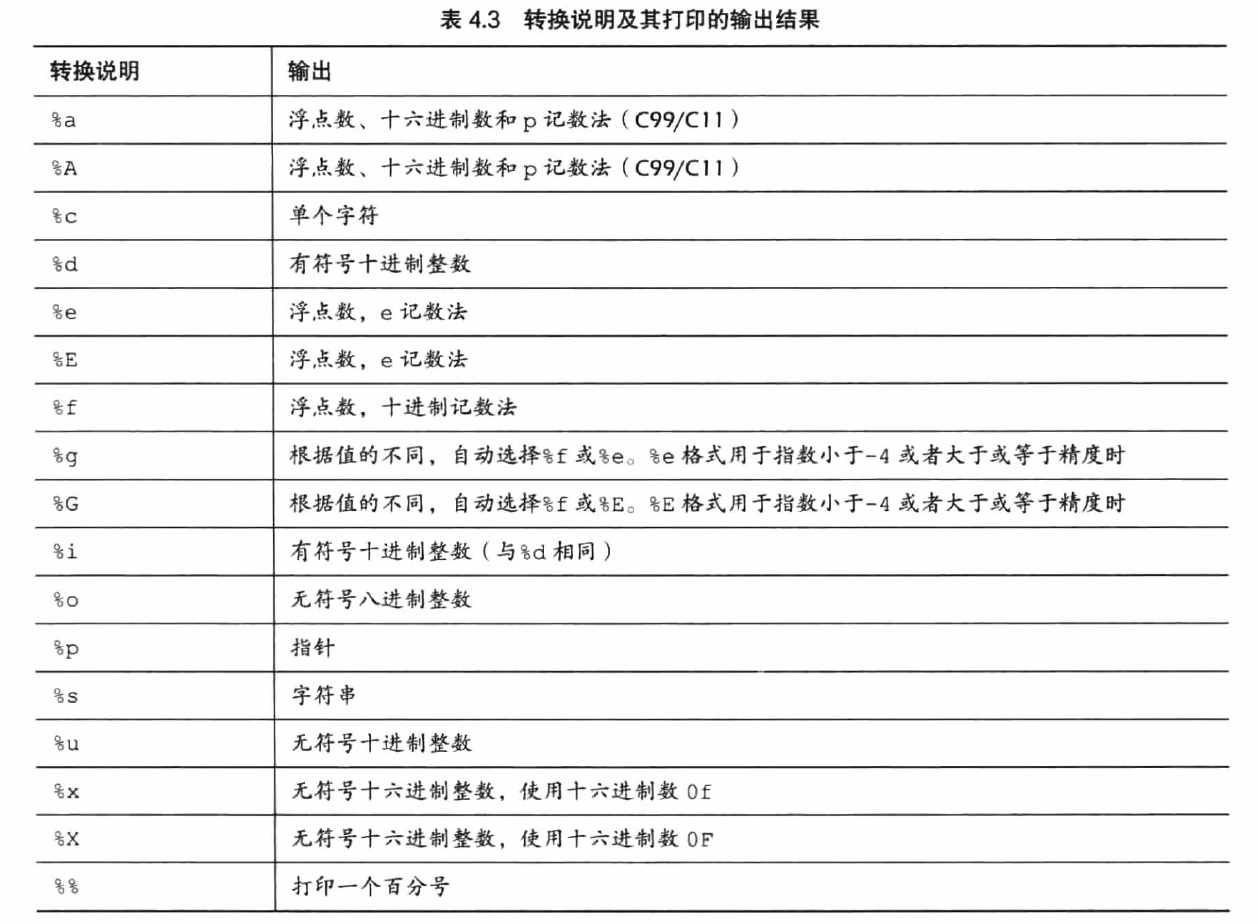 表 4.3 转换说明及其打印的输出结果
转换说明 输出
%a 浮点数、十六进制数和 p 记数法（C99/C11）
%A 浮点数、十六进制数和 p 记数法（C99/C11）
%c 单个字符
%d 有符号十进制整数
%e 浮点数，e 记数法
%E 浮点数，e 记数法
%f 浮点数，十进制记数法
%g 根据值的不同，自动选择%f 或%e。%e 格式用于指数小于-4 或者大于或等于精度时
%G 根据值的不同，自动选择%f 或%E。%E 格式用于指数小于-4 或者大于或等于精度时
%i 有符号十进制整数（与%d 相同）
%o 无符号八进制整数
%p 指针
%s 字符串
%u 无符号十进制整数
%x 无符号十六进制整数，使用十六进制数 0f
%X 无符号十六进制整数，使用十六进制数 0F
%% 打印一个百分号